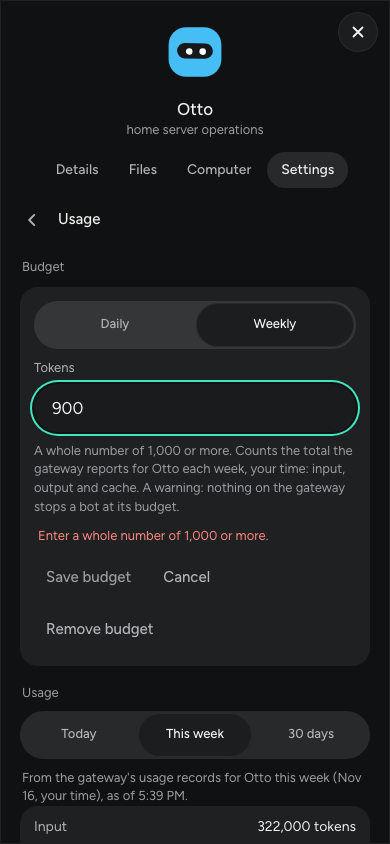 Otto
home server operations
Details Files Computer Settings
Usage
Budget
Daily Weekly
Tokens
900
A whole number of 1,000 or more. Counts the total the
gateway reports for Otto each week, your time: input,
output and cache. A warning: nothing on the gateway
stops a bot at its budget.
Enter a whole number of 1,000 or more.
Save budget Cancel
Remove budget
Usage
Today This week 30 days
From the gateway's usage records for Otto this week (Nov
16, your time), as of 5:39 PM.
Input 322,000 tokens